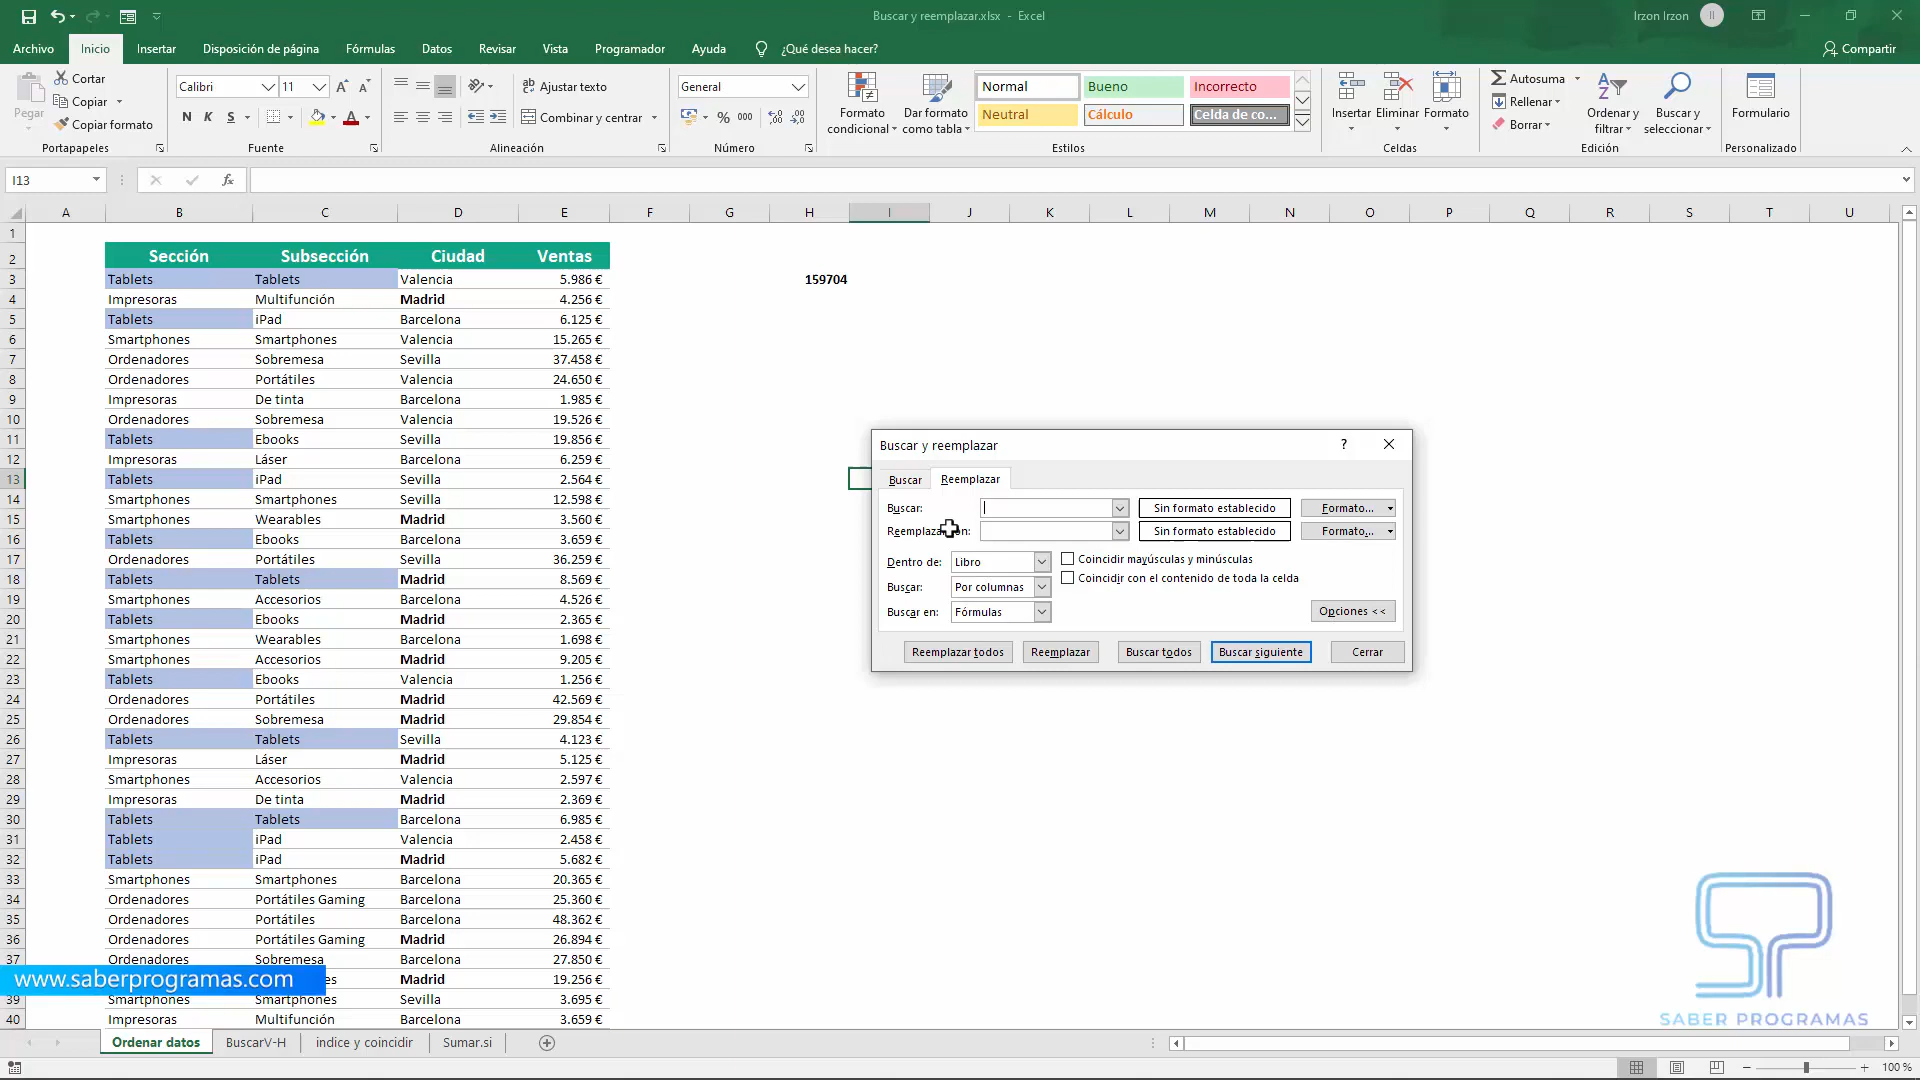 Buscar y reemplazar.xlsx - Excel
Irzon Irzon
II
Archivo Inicio Insertar Disposición de página Fórmulas Datos Revisar Vista Programador Ayuda ¿Qué desea hacer? Compartir
Pegar
Cortar
Copiar
Copiar formato
Portapapeles
Calibri 11
N K S
Fuente
Ajustar texto
Combinar y centrar
Alineación
General
% 000
Número
Formato condicional
Dar formato como tabla
Normal Bueno Incorrecto
Neutral Cálculo Celda de co...
Estilos
Insertar Eliminar Formato
Celdas
Autosuma
Rellenar
Borrar
Ordenar y filtrar
Buscar y seleccionar
Edición
Formulario
Personalizado
I13
fx
A B C D E F G H I J K L M N O P Q R S T U
1
2 Sección Subsección Ciudad Ventas
3 Tablets Tablets Valencia 5.986 € 159704
4 Impresoras Multifunción Madrid 4.256 €
5 Tablets iPad Barcelona 6.125 €
6 Smartphones Smartphones Valencia 15.265 €
7 Ordenadores Sobremesa Sevilla 37.458 €
8 Ordenadores Portátiles Valencia 24.650 €
9 Impresoras De tinta Barcelona 1.985 €
10 Ordenadores Sobremesa Valencia 19.526 €
11 Tablets Ebooks Sevilla 19.856 €
12 Impresoras Láser Barcelona 6.259 €
13 Tablets iPad Sevilla 2.564 €
14 Smartphones Smartphones Sevilla 12.598 €
15 Smartphones Wearables Madrid 3.560 €
16 Tablets Ebooks Barcelona 3.659 €
17 Ordenadores Portátiles Sevilla 36.259 €
18 Tablets Tablets Madrid 8.569 €
19 Smartphones Accesorios Barcelona 4.526 €
20 Tablets Ebooks Madrid 2.365 €
21 Smartphones Wearables Barcelona 1.698 €
22 Smartphones Accesorios Madrid 9.205 €
23 Tablets Ebooks Valencia 1.256 €
24 Ordenadores Portátiles Madrid 42.569 €
25 Ordenadores Sobremesa Madrid 29.854 €
26 Tablets Tablets Sevilla 4.123 €
27 Impresoras Láser Madrid 5.125 €
28 Smartphones Accesorios Valencia 2.597 €
29 Impresoras De tinta Madrid 2.369 €
30 Tablets Tablets Barcelona 6.985 €
31 Tablets iPad Valencia 2.458 €
32 Tablets iPad Madrid 5.682 €
33 Smartphones Smartphones Barcelona 20.365 €
34 Ordenadores Portátiles Gaming Barcelona 25.360 €
35 Ordenadores Portátiles Barcelona 48.362 €
36 Ordenadores Portátiles Gaming Madrid 26.894 €
37 Ordenadores Sobremesa Barcelona 27.850 €
es Madrid 19.256 €
39 Smartphones Smartphones Sevilla 3.695 €
40 Impresoras Multifunción Barcelona 3.659 €
Buscar y reemplazar ?
Buscar Reemplazar
Buscar: Sin formato establecido Formato...
Sin formato establecido Formato...
Dentro de: Libro Coincidir mayúsculas y minúsculas
Buscar: Por columnas Coincidir con el contenido de toda la celda
Buscar en: Fórmulas Opciones <<
Reemplazar todos Reemplazar Buscar todos Buscar siguiente Cerrar
www.saberprogramas.com
SABER PROGRAMAS
Ordenar datos BuscarV-H indice y coincidir Sumar.si
100 %